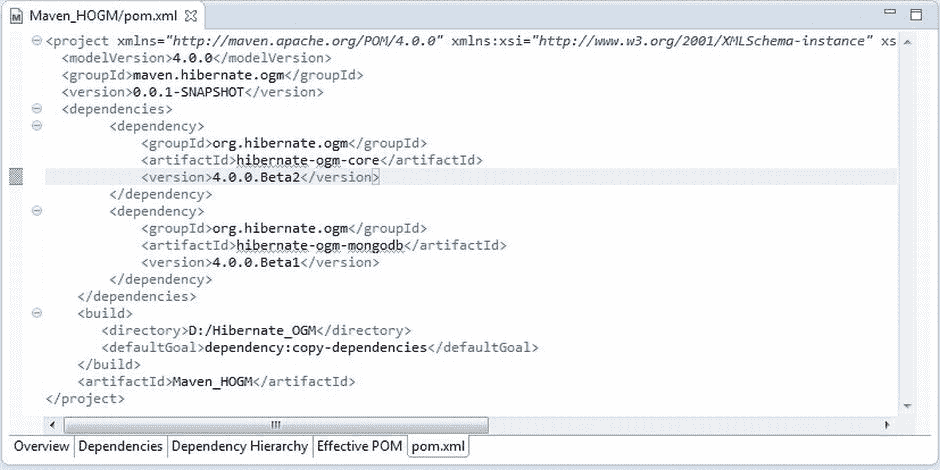 Maven_HOGM/pom.xml
<project xmlns="http://maven.apache.org/POM/4.0.0" xmlns:xsi="http://www.w3.org/2001/XMLSchema-instance" xs
<modelVersion>4.0.0</modelVersion>
<groupId>maven.hibernate.ogm</groupId>
<version>0.0.1-SNAPSHOT</version>
<dependencies>
<dependency>
<groupId>org.hibernate.ogm</groupId>
<artifactId>hibernate-ogm-core</artifactId>
<version>4.0.0.Beta2</version>
</dependency>
<dependency>
<groupId>org.hibernate.ogm</groupId>
<artifactId>hibernate-ogm-mongodb</artifactId>
<version>4.0.0.Beta1</version>
</dependency>
</dependencies>
<build>
<directory>D:/Hibernate_OGM</directory>
<defaultGoal>dependency:copy-dependencies</defaultGoal>
</build>
<artifactId>Maven_HOGM</artifactId>
</project>
Overview Dependencies Dependency Hierarchy Effective POM pom.xml